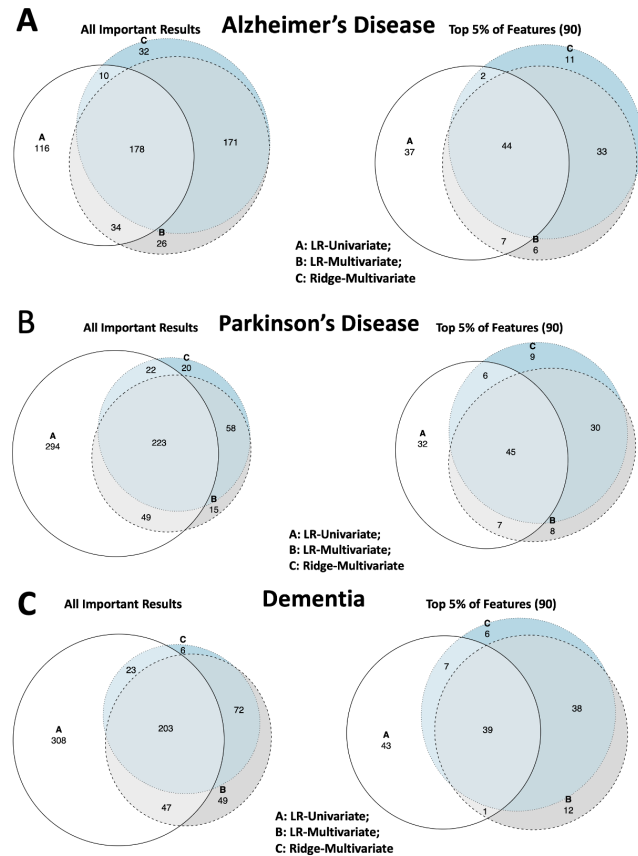 A
Alzheimer's Disease
All Important Results
Top 5% of Features (90)
C
32
10
A
116
178
171
34
B
26
C
11
2
A
37
44
33
7
B
6
A: LR-Univariate;
B: LR-Multivariate;
C: Ridge-Multivariate
B
Parkinson's Disease
All Important Results
Top 5% of Features (90)
C
20
22
58
A
294
223
B
15
49
C
9
6
30
A
32
45
7
B
8
A: LR-Univariate;
B: LR-Multivariate;
C: Ridge-Multivariate
C
Dementia
All Important Results
Top 5% of Features (90)
C
6
23
72
A
308
203
B
49
47
C
6
7
38
A
43
39
1
B
12
A: LR-Univariate;
B: LR-Multivariate;
C: Ridge-Multivariate